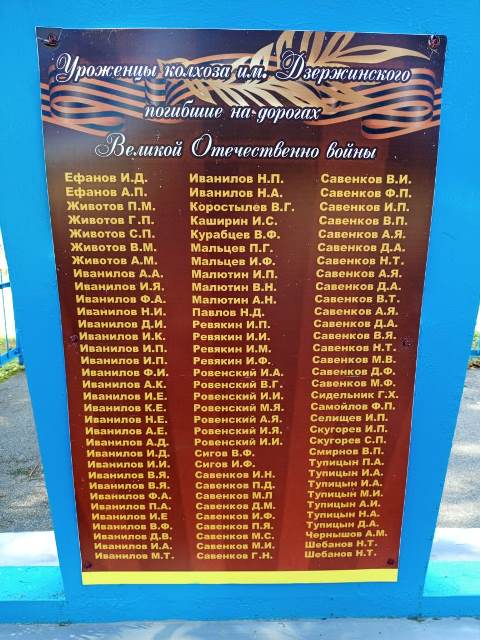 Уроженцы колхоза им. Дзержинского
погибшие на дорогах
Великой Отечественно войны
Ефанов И.Д.
Ефанов А.П.
Животов П.М.
Животов Г.П.
Животов С.П.
Животов В.М.
Животов А.М.
Иванилов А.А.
Иванилов И.Я.
Иванилов Ф.А.
Иванилов Н.И.
Иванилов Д.И.
Иванилов И.К.
Иванилов И.П.
Иванилов И.П.
Иванилов Ф.И.
Иванилов А.К.
Иванилов И.Е.
Иванилов К.Е.
Иванилов Н.Е.
Иванилов А.Е.
Иванилов А.Д.
Иванилов И.Д.
Иванилов И.И.
Иванилов В.Я.
Иванилов В.Я.
Иванилов Ф.А.
Иванилов П.А.
Иванилов И.Е
Иванилов В.Ф.
Иванилов Д.В.
Иванилов И.А.
Иванилов М.Т.
Иванилов Н.П.
Иванилов Н.А.
Коростылёв В.Г.
Каширин И.С.
Курабцев В.Ф.
Мальцев П.Г.
Мальцев И.Ф.
Малютин И.П.
Малютин В.Н.
Малютин А.Н.
Павлов Н.Д.
Ревякин И.П.
Ревякин И.И.
Ревякин И.М.
Ревякин И.Ф.
Ровенский И.А.
Ровенский В.Г.
Ровенский И.И.
Ровенский М.Я
Ровенский А.Я.
Ровенский И.Я.
Ровенский И.И.
Сигов В.Ф.
Сигов И.Ф.
Савенков И.Н.
Савенков П.Д.
Савенков М.Л
Савенков Д.М.
Савенков И.Ф.
Савенков П.Я.
Савенков М.С.
Савенков М.И.
Савенков Г.Н.
Савенков В.И.
Савенков Ф.П.
Савенков И.П.
Савенков В.П.
Савенков А.Я.
Савенков Д.А.
Савенков Н.Т.
Савенков А.Я.
Савенков Д.А.
Савенков В.Т.
Савенков А.Я.
Савенков Д.А.
Савенков В.Я.
Савенков Н.Т.
Савенков М.В.
Савенков Д.Ф.
Савенков М.Ф.
Сидельник Г.Х.
Самойлов Ф.П.
Селищев И.П.
Скугорев И.П.
Скугорев С.П.
Смирнов В.П.
Тупицын П.А.
Тупицын И.А.
Тупицын И.А.
Тупицын М.И.
Тупицын А.И.
Тупицын Н.А.
Тупицын Д.А.
Чернышов А.М.
Шебанов Н.Т.
Шебанов Н.Т.